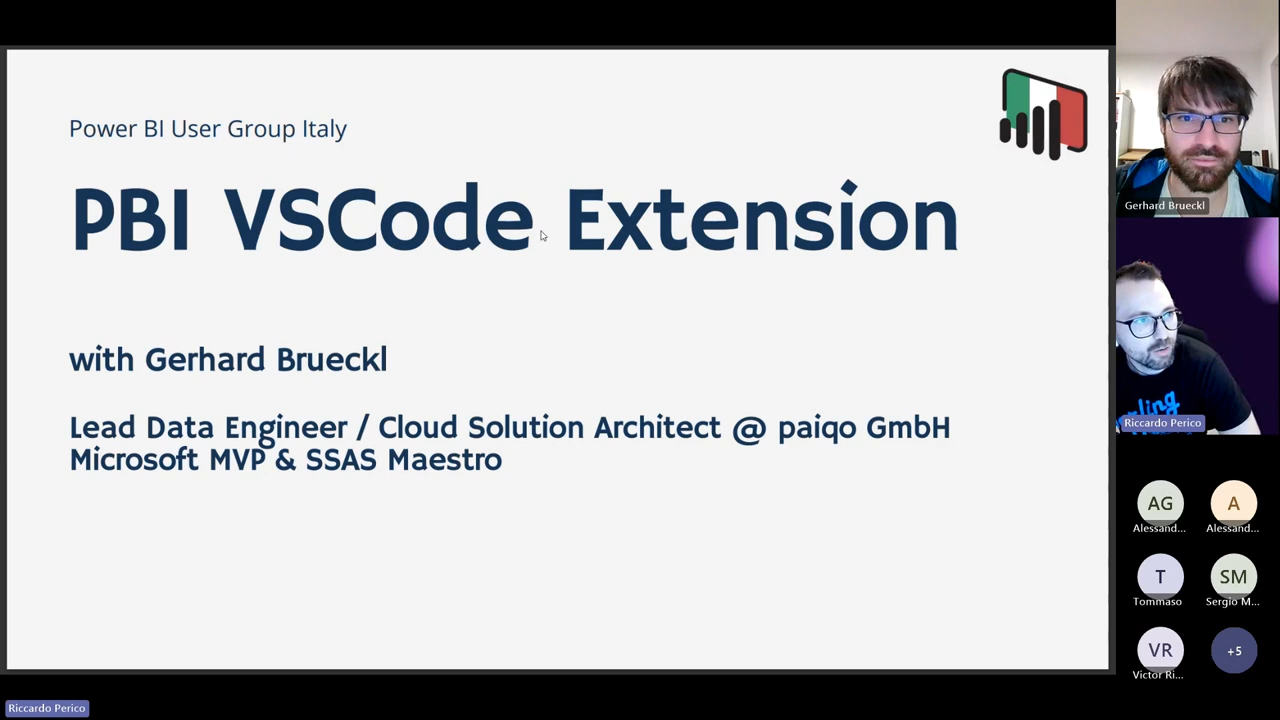 Power BI User Group Italy
PBI VSCode Extension
with Gerhard Brueckl
Lead Data Engineer / Cloud Solution Architect @ paiqo GmbH
Microsoft MVP & SSAS Maestro
Gerhard Brueckl
Riccardo Perico
AG
A
Alessand...
Alessand...
T
SM
Tommaso
Sergio M...
VR
+5
Victor Ri...
Riccardo Perico